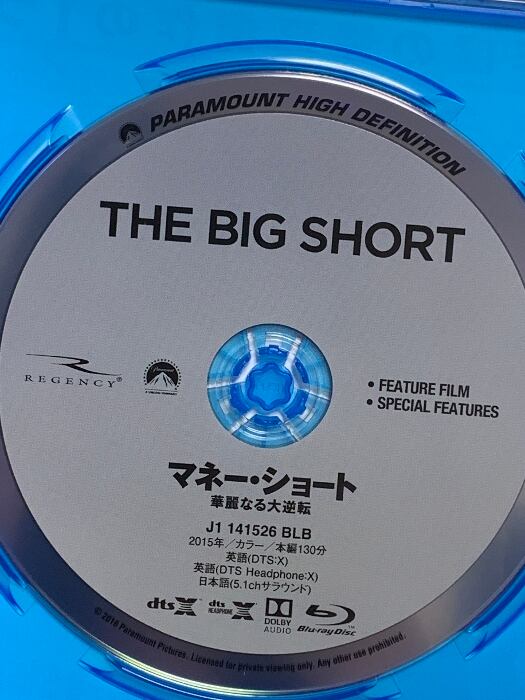 PARAMOUNT HIGH DEFINITION
THE BIG SHORT
REGENCY®
Paramount
• FEATURE FILM
• SPECIAL FEATURES
マネー・ショート
華麗なる大逆転
J1 141526 BLB
2015年/カラー/本編130分
英語(DTS:X)
英語(DTS Headphone:X)
日本語(5.1chサラウンド)
dts X
dts HEADPHONE X
DOLBY AUDIO
Blu-ray Disc
© 2016 Paramount Pictures. Licensed for private viewing only. Any other use prohibited.